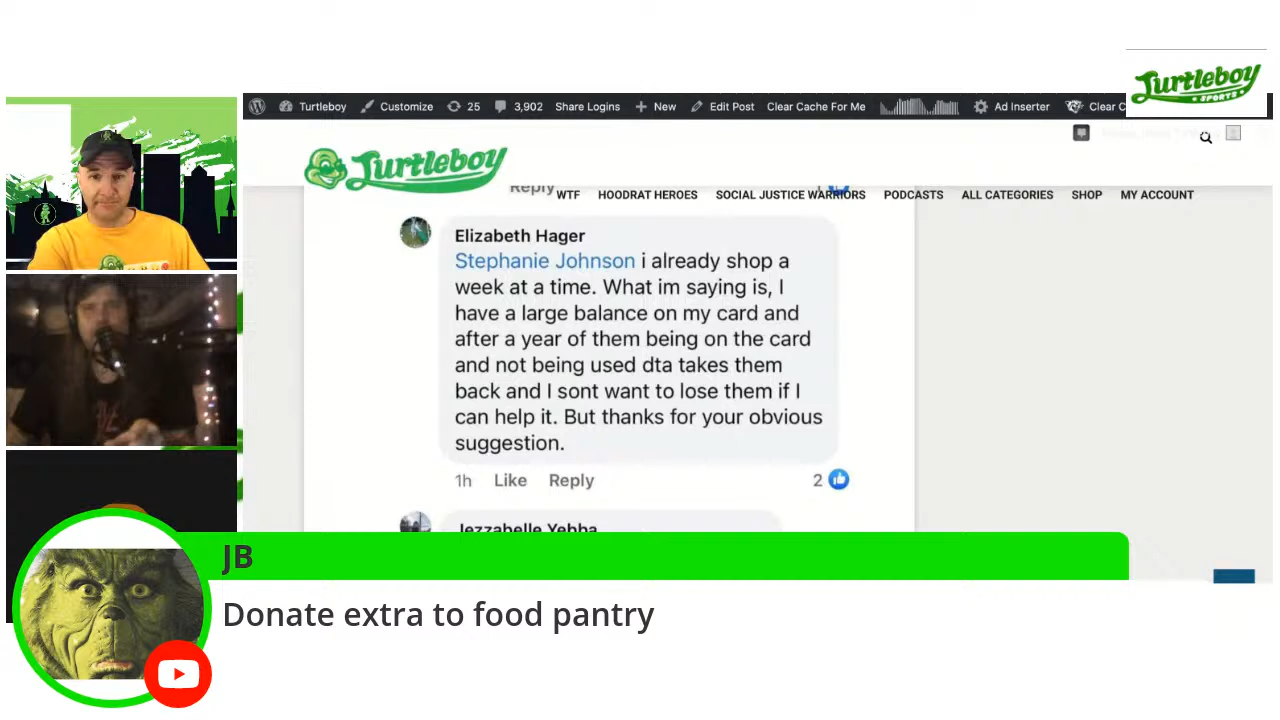 Turtleboy
SPORTS
Turtleboy Customize 25 3,902 Share Logins New Edit Post Clear Cache For Me Ad Inserter Clear C
Turtleboy
Reply
WTF HOODRAT HEROES SOCIAL JUSTICE WARRIORS PODCASTS ALL CATEGORIES SHOP MY ACCOUNT
Elizabeth Hager
Stephanie Johnson i already shop a
week at a time. What im saying is, I
have a large balance on my card and
after a year of them being on the card
and not being used dta takes them
back and I sont want to lose them if I
can help it. But thanks for your obvious
suggestion.
1h Like Reply 2
Jezzabelle Yebba
JB
Donate extra to food pantry